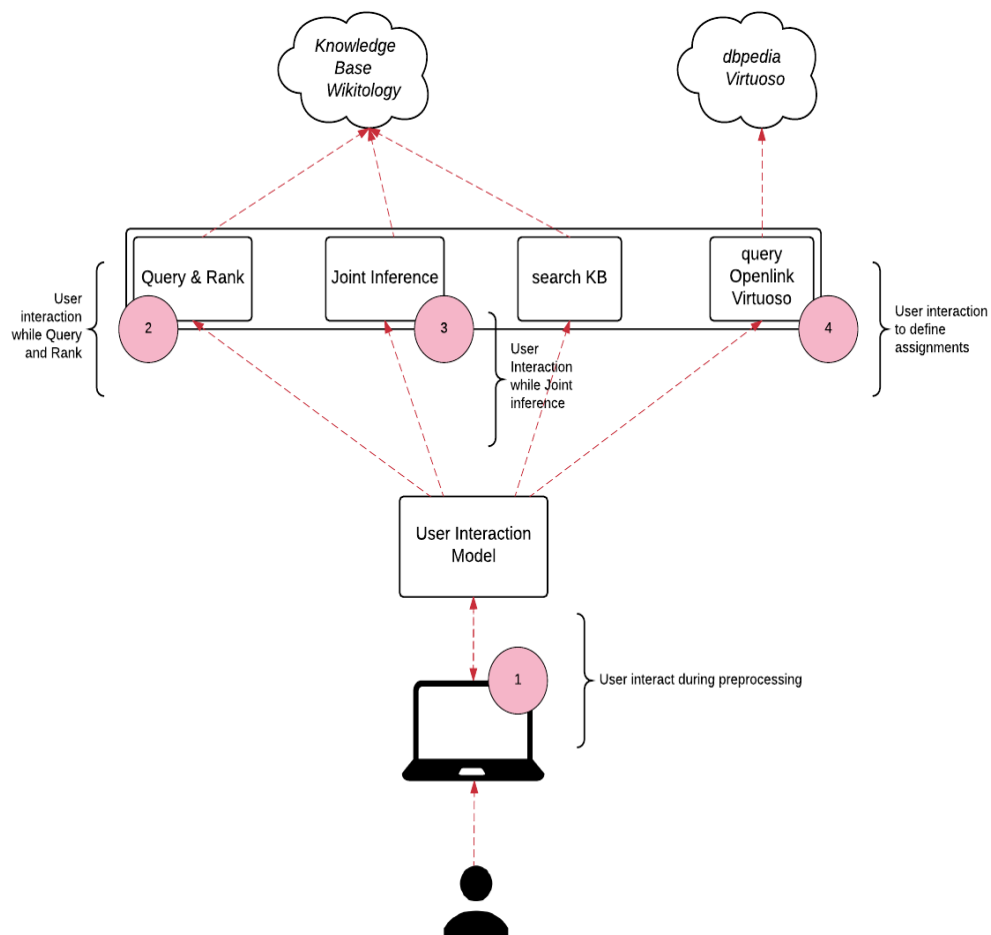 Knowledge
Base
Wikitology
dbpedia
Virtuoso
Query & Rank
Joint Inference
search KB
query
Openlink
Virtuoso
User
interaction
while Query
and Rank
2
3
4
User interaction
to define
assignments
User
Interaction
while Joint
inference
User Interaction
Model
1
User interact during preprocessing